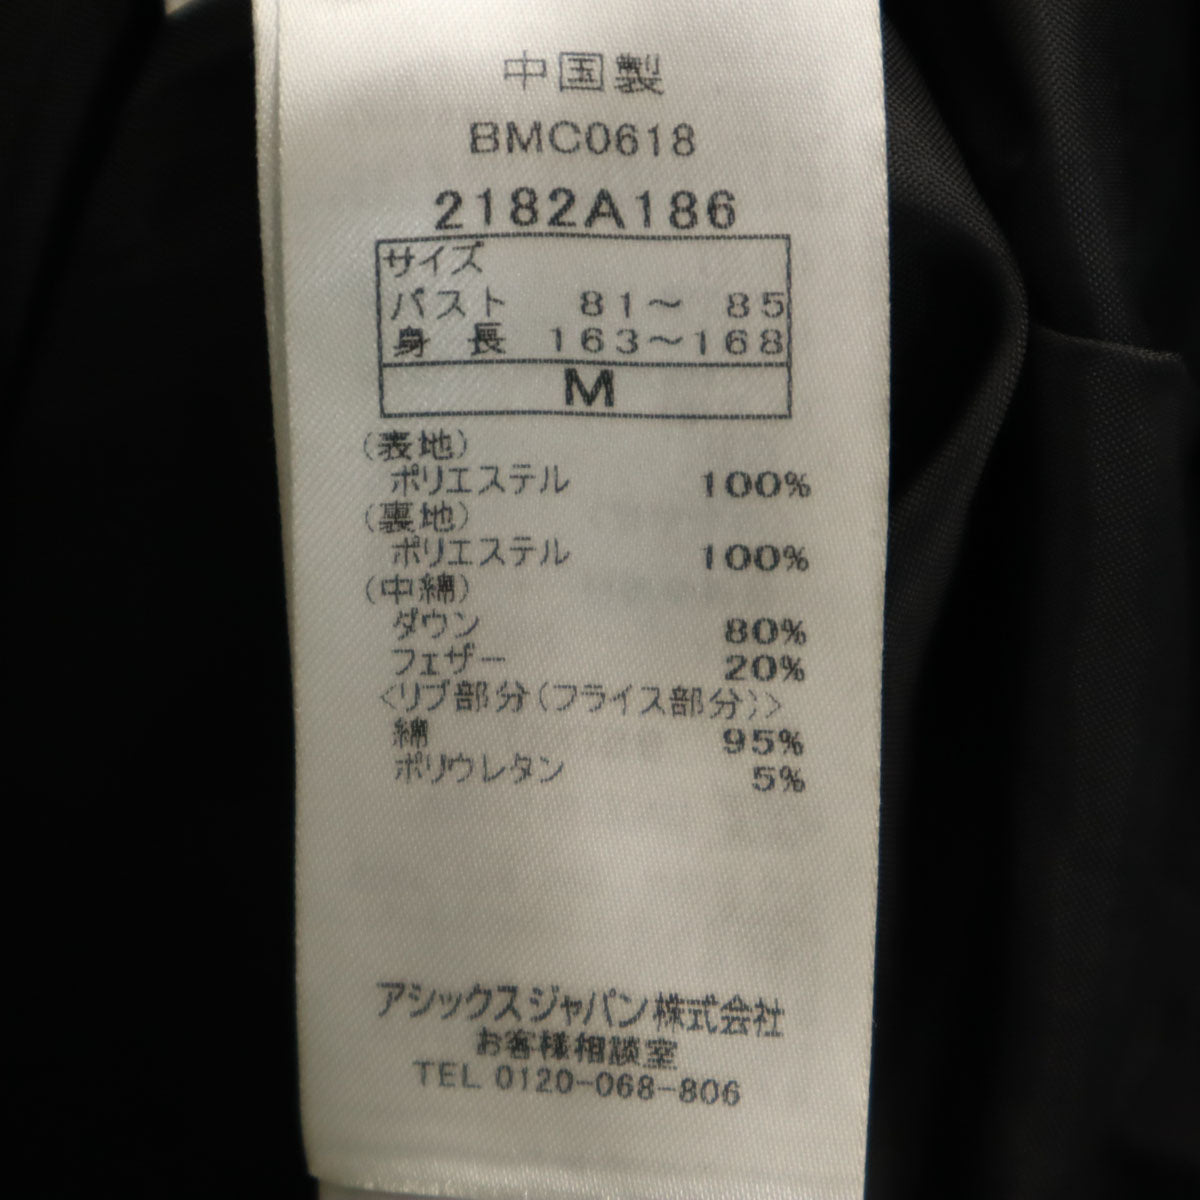 中国製
BMC0618
2182A186
サイズ
バスト 81～ 85
身 長 163～168
M
(表地)
ポリエステル 100%
(裏地)
ポリエステル 100%
(中綿)
ダウン 80%
フェザー 20%
<リブ部分(フライス部分)>
綿 95%
ポリウレタン 5%
アシックスジャパン株式会社
お客様相談室
TEL 0120-068-806